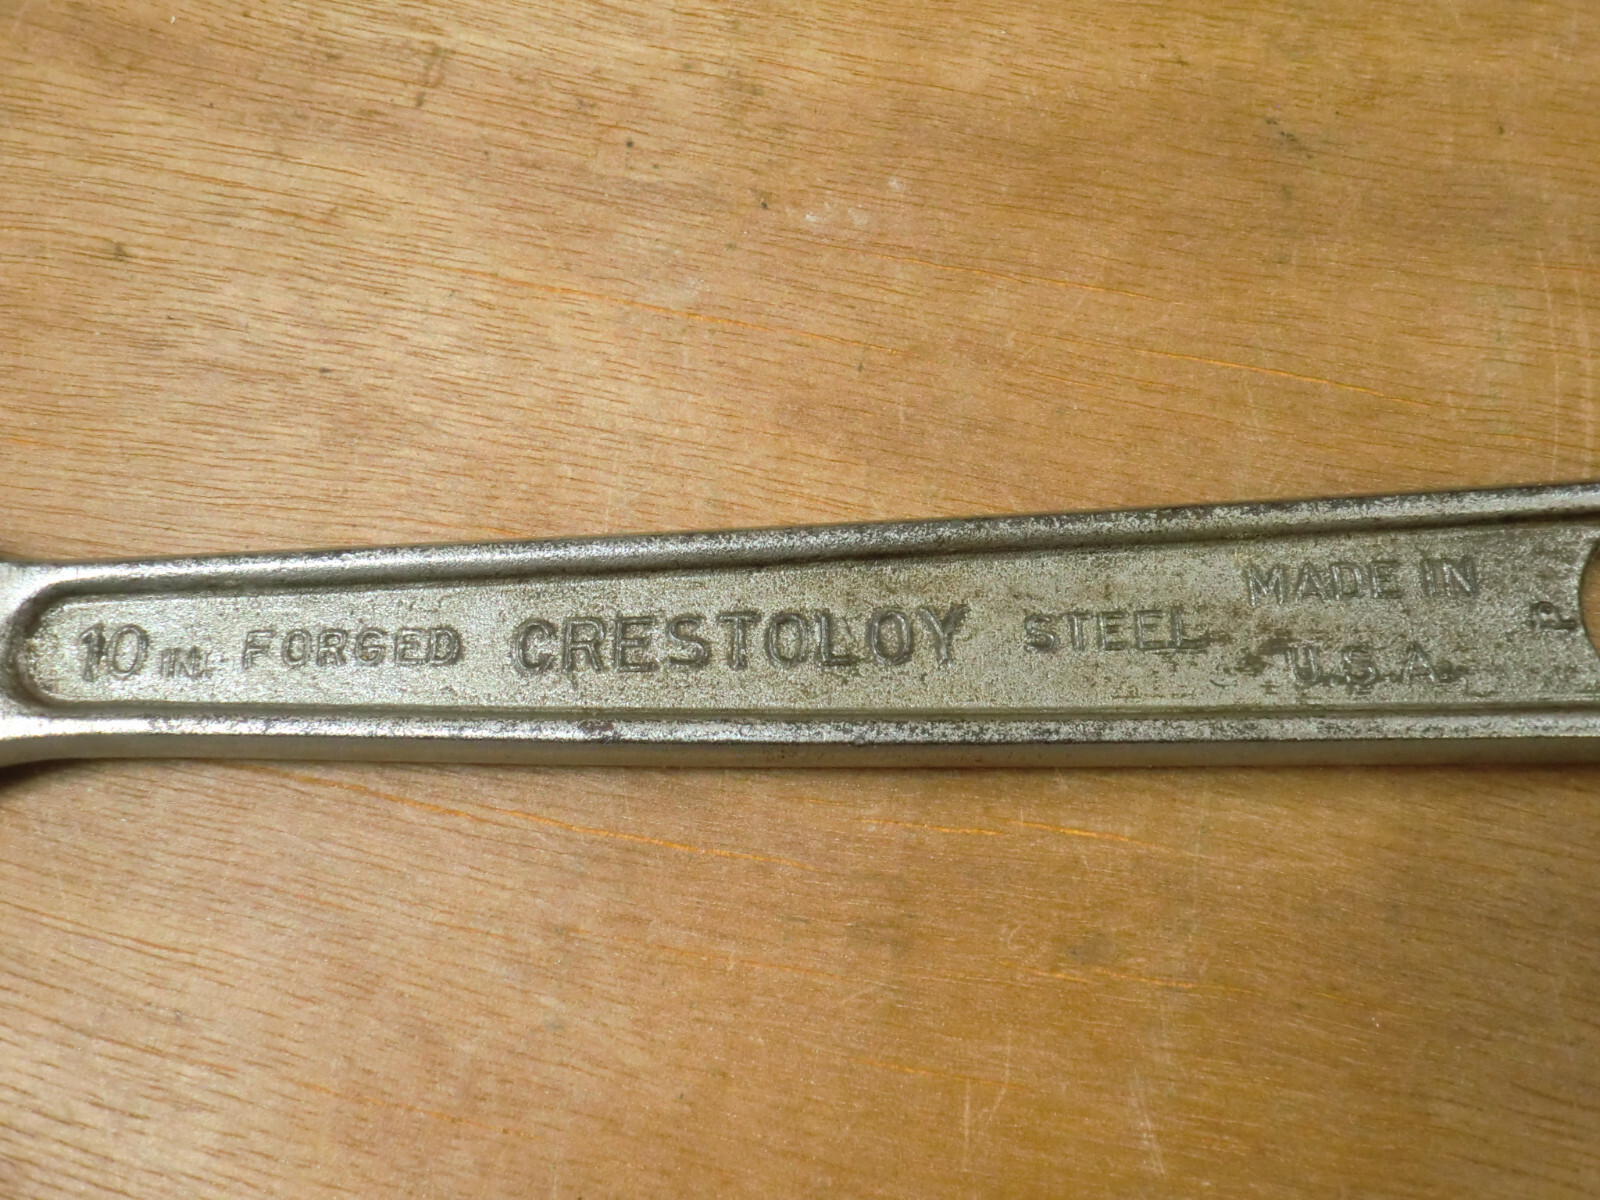 10 IN. FORGED CRESTOLOY STEEL
MADE IN
U.S.A.
P